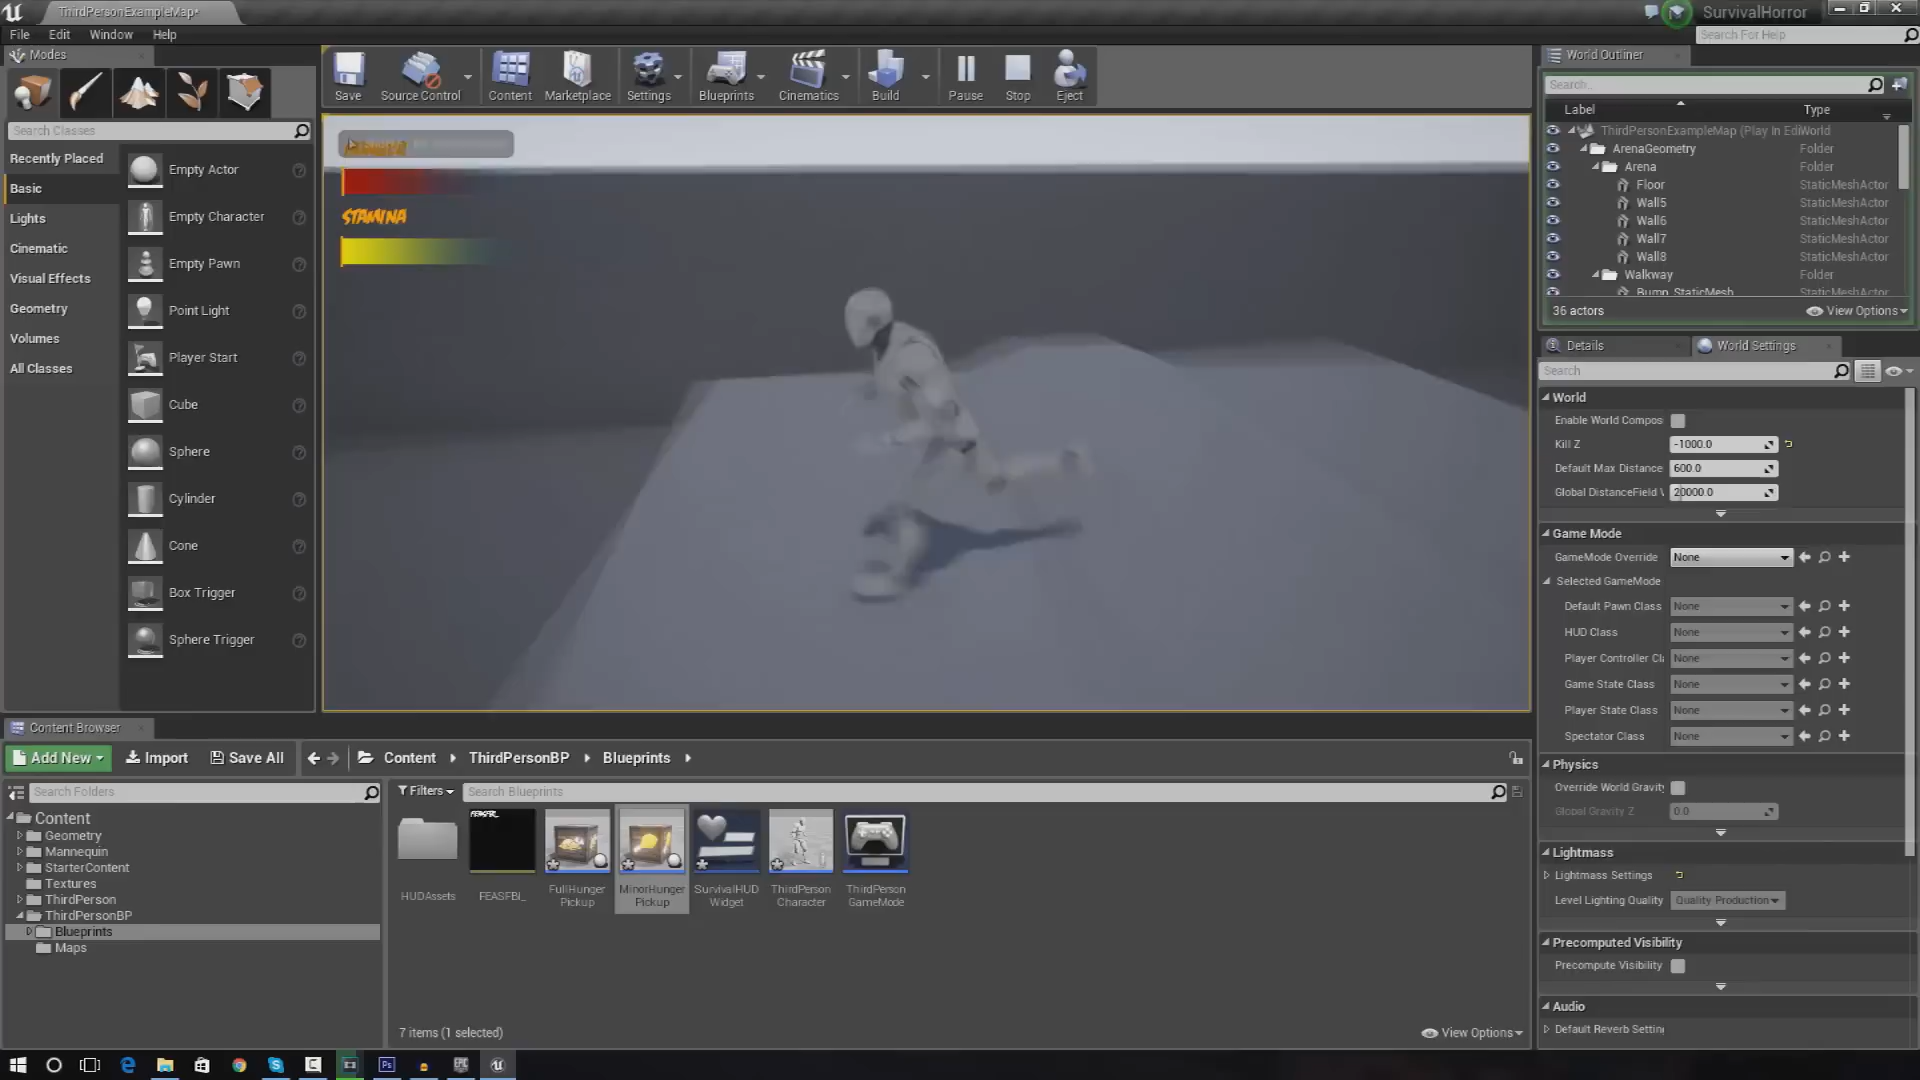 ThirdPersonExampleMap*
SurvivalHorror
File Edit Window Help
Search For Help
Modes
Save
Source Control
Content
Marketplace
Settings
Blueprints
Cinematics
Build
Pause
Stop
Eject
Search Classes
Recently Placed
Basic
Lights
Cinematic
Visual Effects
Geometry
Volumes
All Classes
Empty Actor
Empty Character
Empty Pawn
Point Light
Player Start
Cube
Sphere
Cylinder
Cone
Box Trigger
Sphere Trigger
STAMINA
World Outliner
Search...
Label Type
ThirdPersonExampleMap (Play In Edi World
ArenaGeometry Folder
Arena Folder
Floor StaticMeshActor
Wall5 StaticMeshActor
Wall6 StaticMeshActor
Wall7 StaticMeshActor
Wall8 StaticMeshActor
Walkway Folder
Bump_StaticMesh StaticMeshActor
36 actors
View Options
Details
World Settings
Search
World
Enable World Compos
Kill Z -1000.0
Default Max Distance 600.0
Global DistanceField V 20000.0
Game Mode
GameMode Override None
Selected GameMode
Default Pawn Class None
HUD Class None
Player Controller Cl None
Game State Class None
Player State Class None
Spectator Class None
Physics
Override World Gravity
Global Gravity Z 0.0
Lightmass
Lightmass Settings
Level Lighting Quality Quality Production
Precomputed Visibility
Precompute Visibility
Audio
Default Reverb Settin
Content Browser
Add New
Import
Save All
Content
ThirdPersonBP
Blueprints
Search Folders
Filters
Search Blueprints
Content
Geometry
Mannequin
StarterContent
Textures
ThirdPerson
ThirdPersonBP
Blueprints
Maps
HUDAssets
FEASFBI_
FullHunger
Pickup
MinorHunger
Pickup
SurvivalHUD
Widget
ThirdPerson
Character
ThirdPerson
GameMode
7 items (1 selected)
View Options